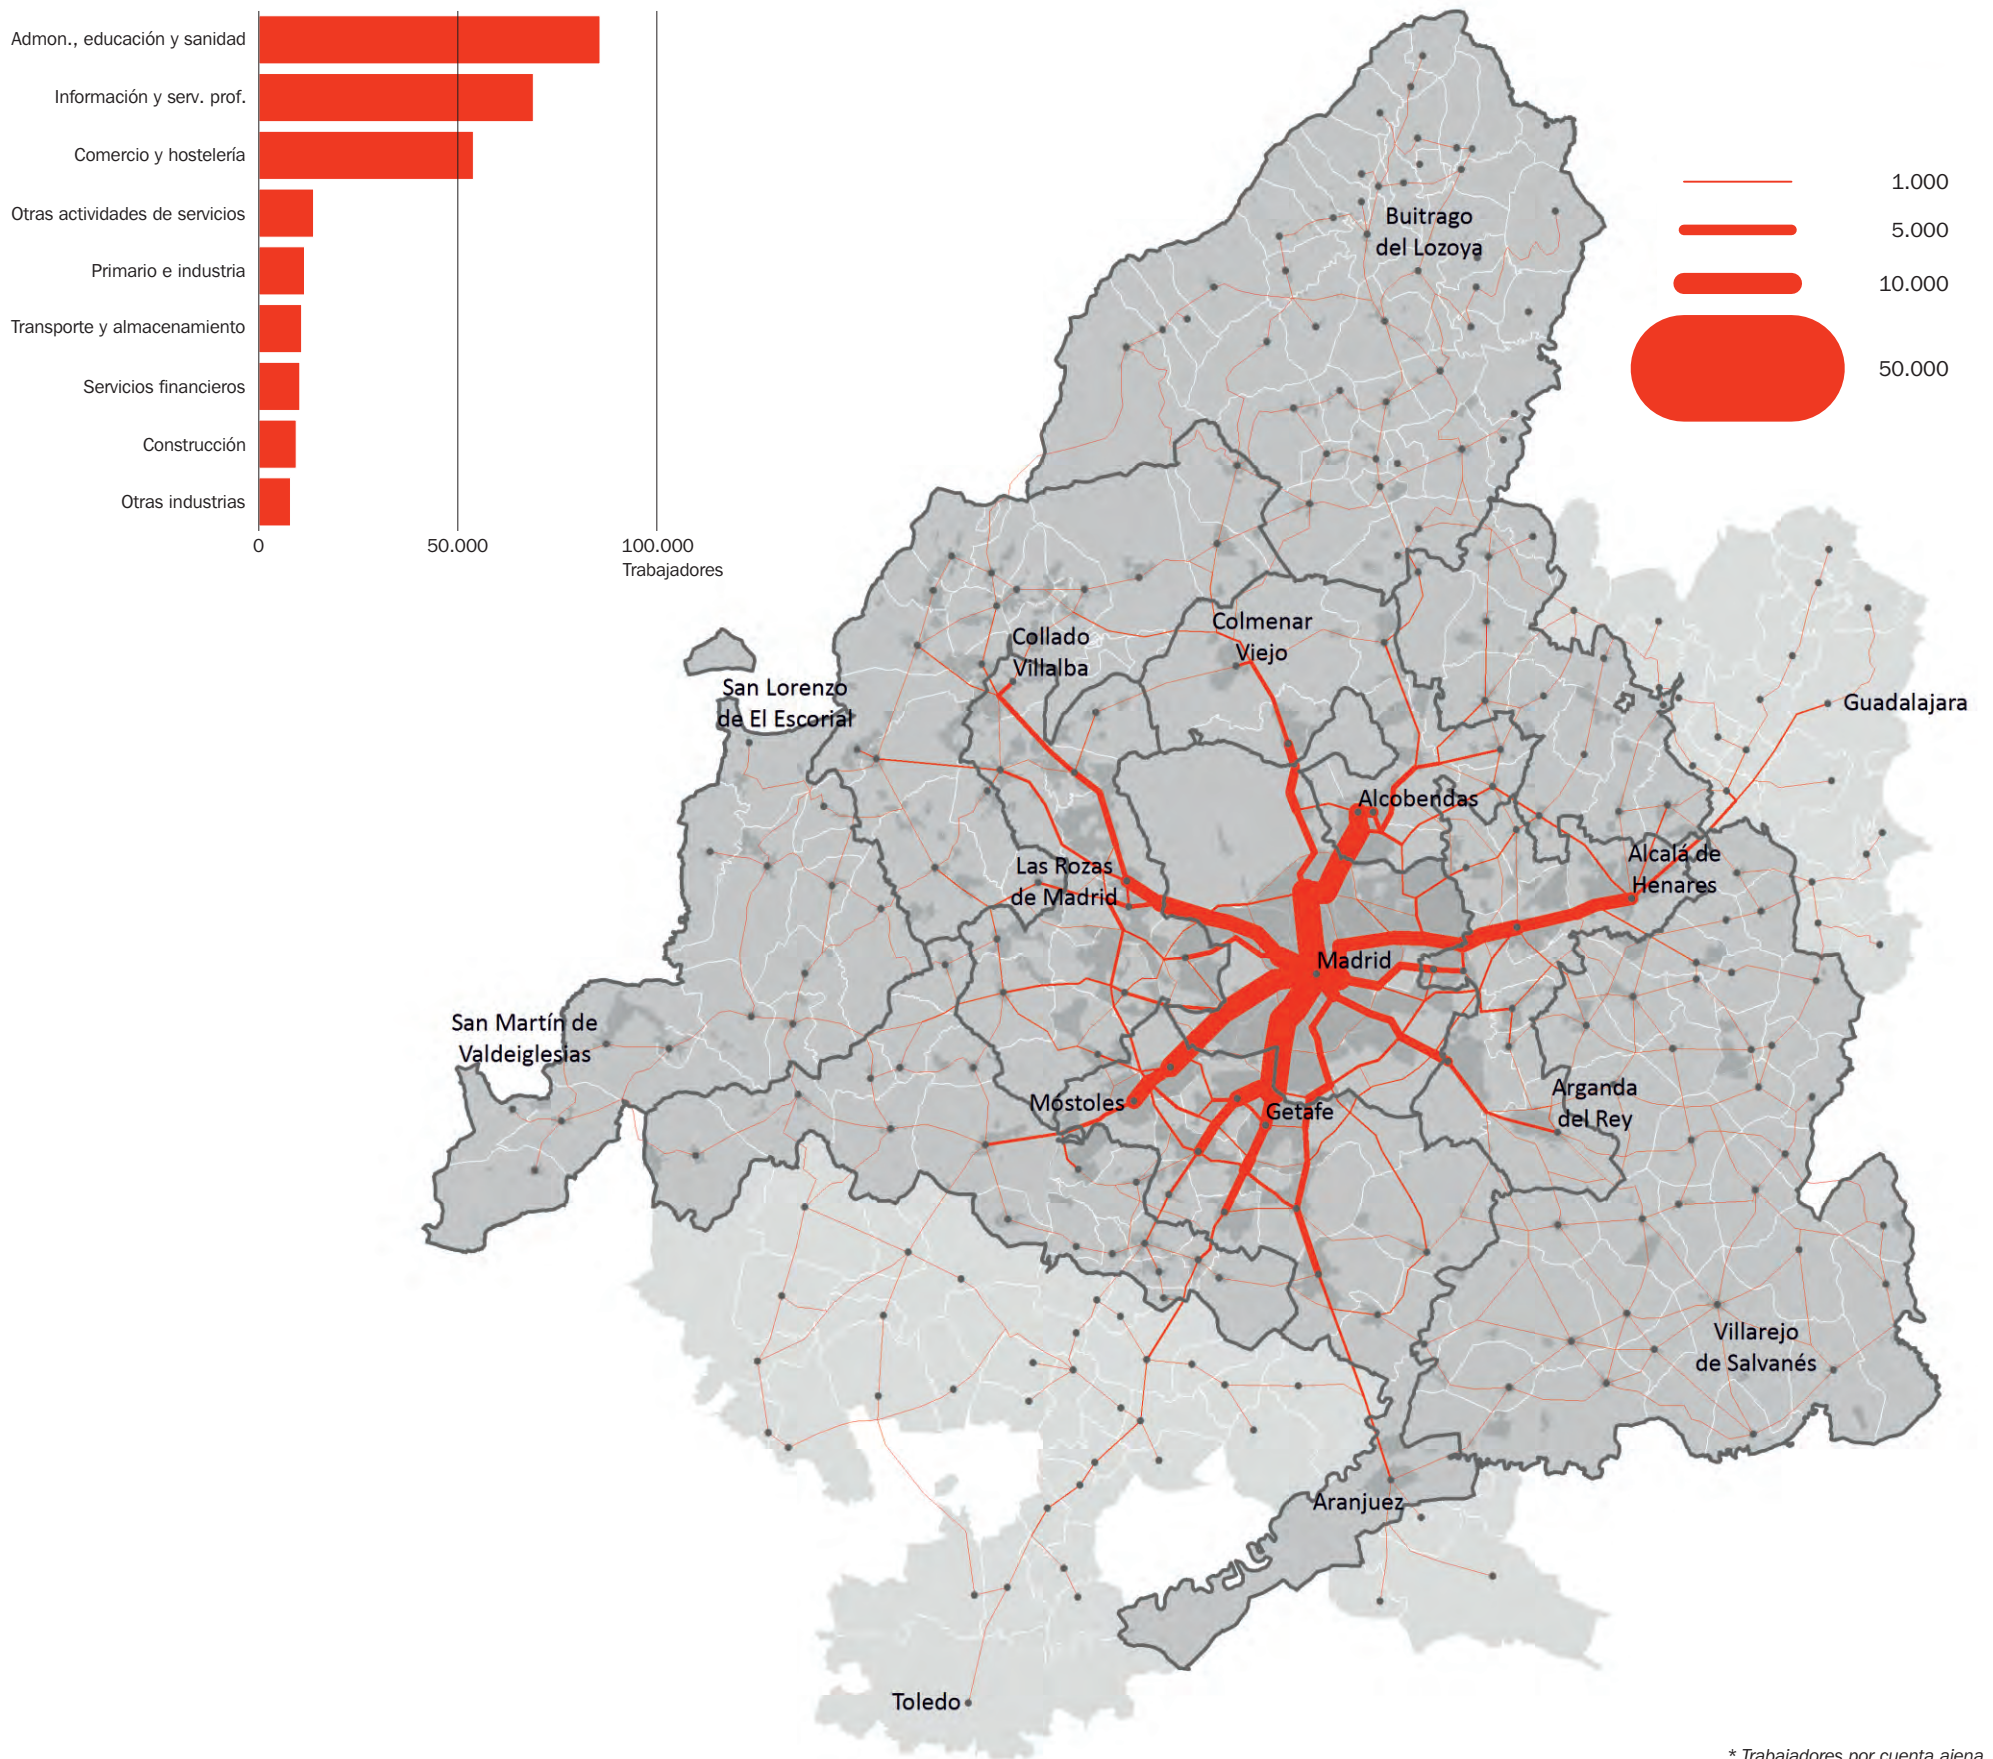 Admon., educación y sanidad
Información y serv. prof.
Comercio y hostelería
Otras actividades de servicios
Primario e industria
Transporte y almacenamiento
Servicios financieros
Construcción
Otras industrias
0
50.000
100.000
Trabajadores
1.000
5.000
10.000
50.000
Buitrago
del Lozoya
Collado
Villalba
Colmenar
Viejo
San Lorenzo
de El Escorial
Guadalajara
Alcobendas
Las Rozas
de Madrid
Alcalá de
Henares
Madrid
San Martín de
Valdeiglesias
Móstoles
Getafe
Arganda
del Rey
Villarejo
de Salvanés
Aranjuez
Toledo
* Trabajadores por cuenta ajena